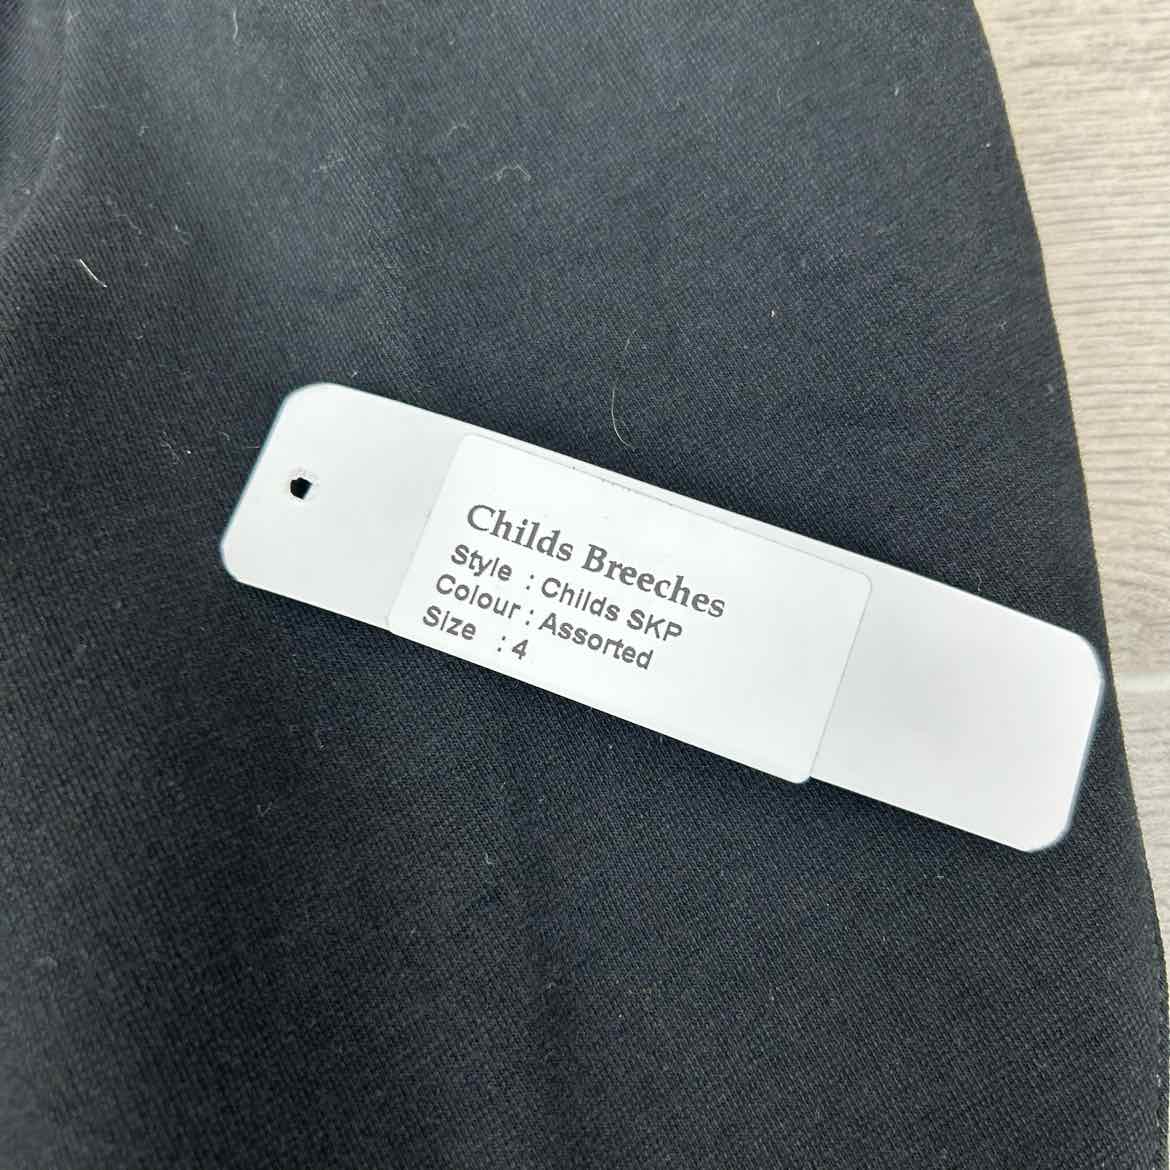 Childs Breeches
Style : Childs SKP
Colour : Assorted
Size : 4